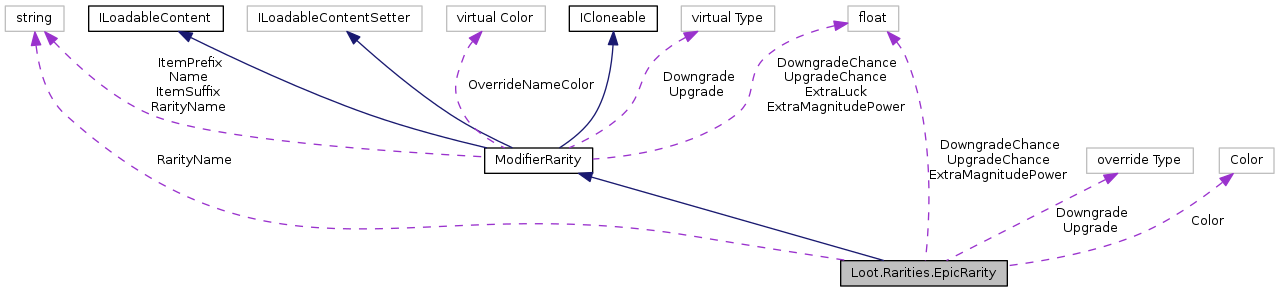 string
ILoadableContent
ILoadableContentSetter
virtual Color
ICloneable
virtual Type
float
ItemPrefix
Name
ItemSuffix
RarityName
OverrideNameColor
Downgrade
Upgrade
DowngradeChance
UpgradeChance
ExtraLuck
ExtraMagnitudePower
ModifierRarity
RarityName
DowngradeChance
UpgradeChance
ExtraMagnitudePower
override Type
Color
Downgrade
Upgrade
Color
Loot.Rarities.EpicRarity